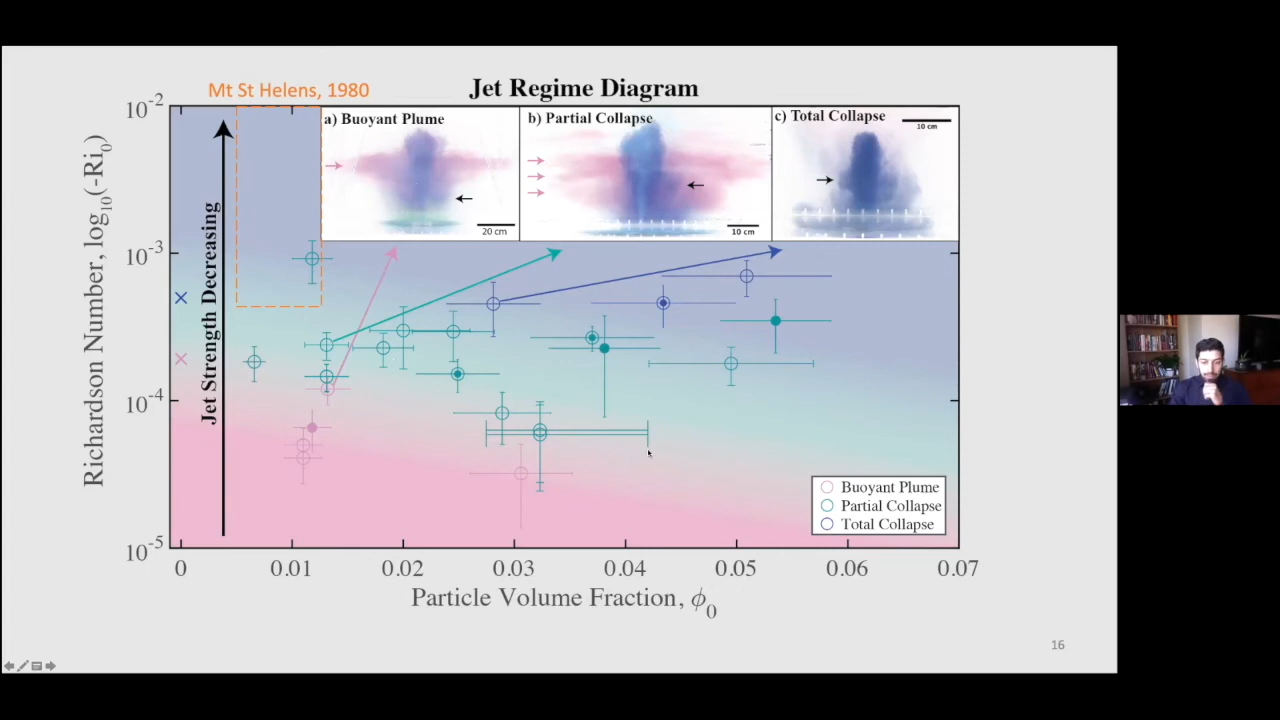 Mt St Helens, 1980
Jet Regime Diagram
Richardson Number, log10(-Ri0)
10-2
10-3
10-4
10-5
Jet Strength Decreasing
a) Buoyant Plume
20 cm
b) Partial Collapse
10 cm
c) Total Collapse
10 cm
Buoyant Plume
Partial Collapse
Total Collapse
0 0.01 0.02 0.03 0.04 0.05 0.06 0.07
Particle Volume Fraction, ϕ0
16